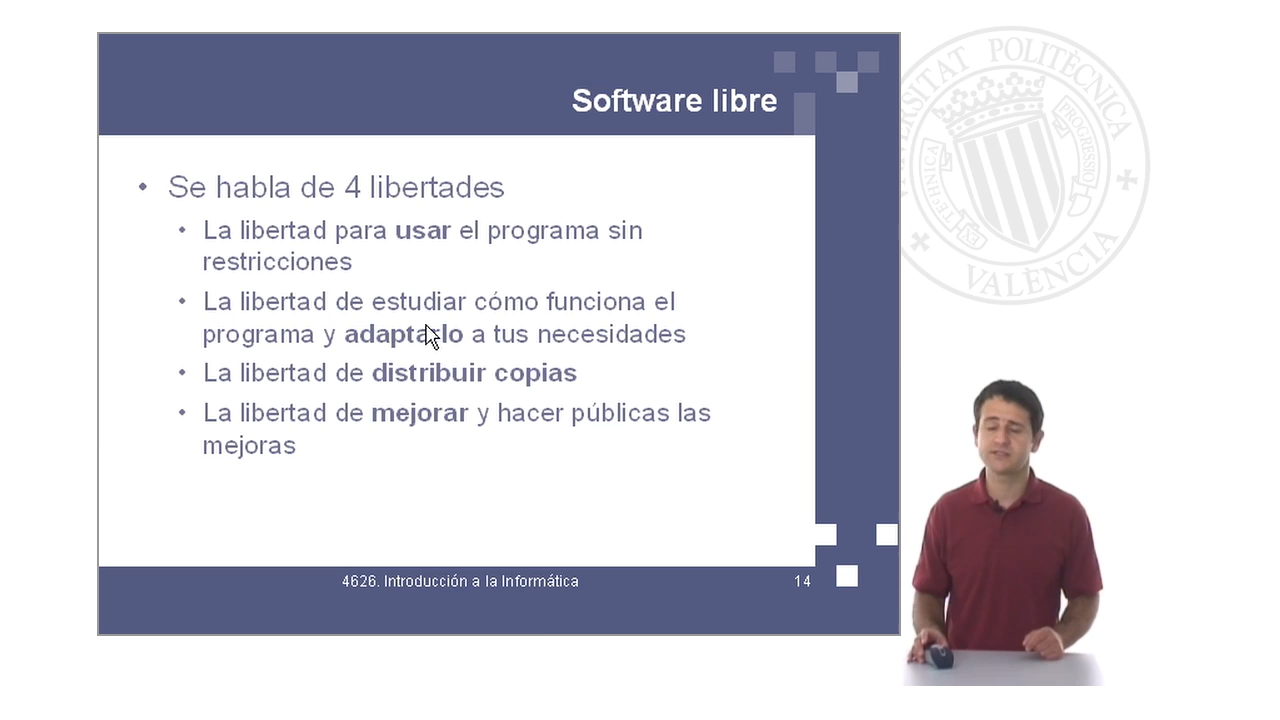 Software libre
• Se habla de 4 libertades
• La libertad para usar el programa sin
restricciones
• La libertad de estudiar cómo funciona el
programa y adaptarlo a tus necesidades
• La libertad de distribuir copias
• La libertad de mejorar y hacer públicas las
mejoras
4626. Introducción a la Informática
14
POLITÈCNICA
VALÈNCIA
TECHNICA
PROGRESSIO
EX